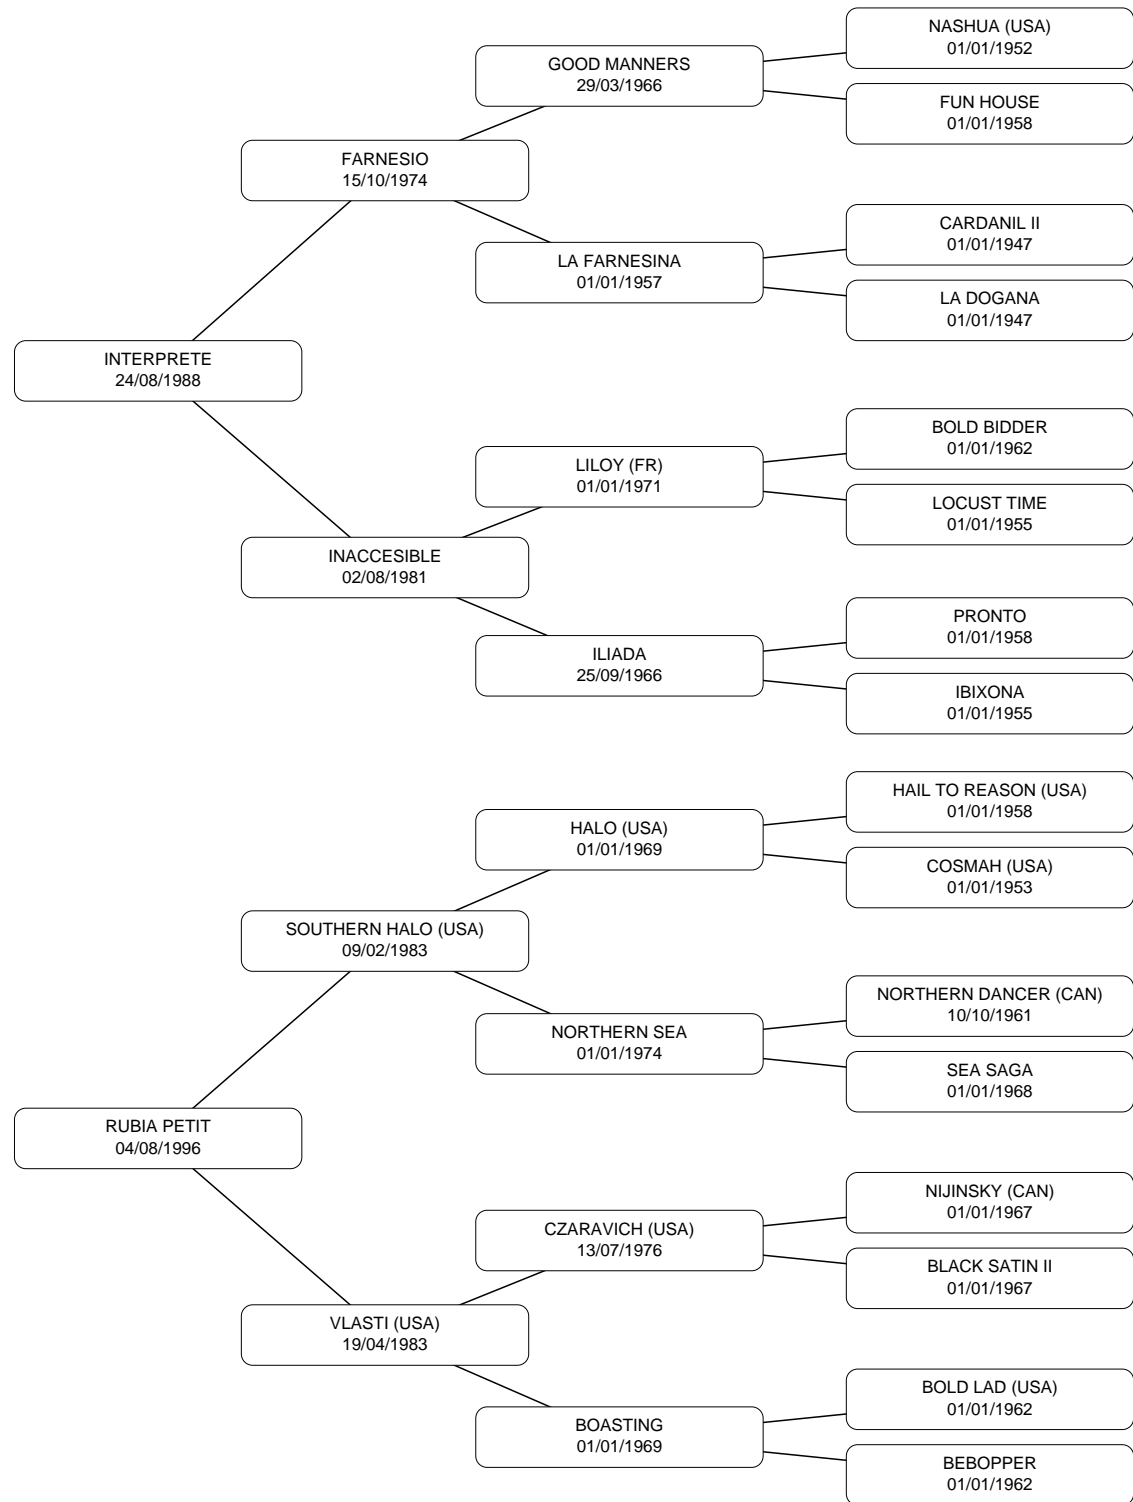 NASHUA (USA)
01/01/1952
GOOD MANNERS
29/03/1966
FUN HOUSE
01/01/1958
FARNESIO
15/10/1974
CARDANIL II
01/01/1947
LA FARNESINA
01/01/1957
LA DOGANA
01/01/1947
INTERPRETE
24/08/1988
BOLD BIDDER
01/01/1962
LILOY (FR)
01/01/1971
LOCUST TIME
01/01/1955
INACCESIBLE
02/08/1981
PRONTO
01/01/1958
ILIADA
25/09/1966
IBIXONA
01/01/1955
HAIL TO REASON (USA)
01/01/1958
HALO (USA)
01/01/1969
COSMAH (USA)
01/01/1953
SOUTHERN HALO (USA)
09/02/1983
NORTHERN DANCER (CAN)
10/10/1961
NORTHERN SEA
01/01/1974
SEA SAGA
01/01/1968
RUBIA PETIT
04/08/1996
NIJINSKY (CAN)
01/01/1967
CZARAVICH (USA)
13/07/1976
BLACK SATIN II
01/01/1967
VLASTI (USA)
19/04/1983
BOLD LAD (USA)
01/01/1962
BOASTING
01/01/1969
BEBOPPER
01/01/1962